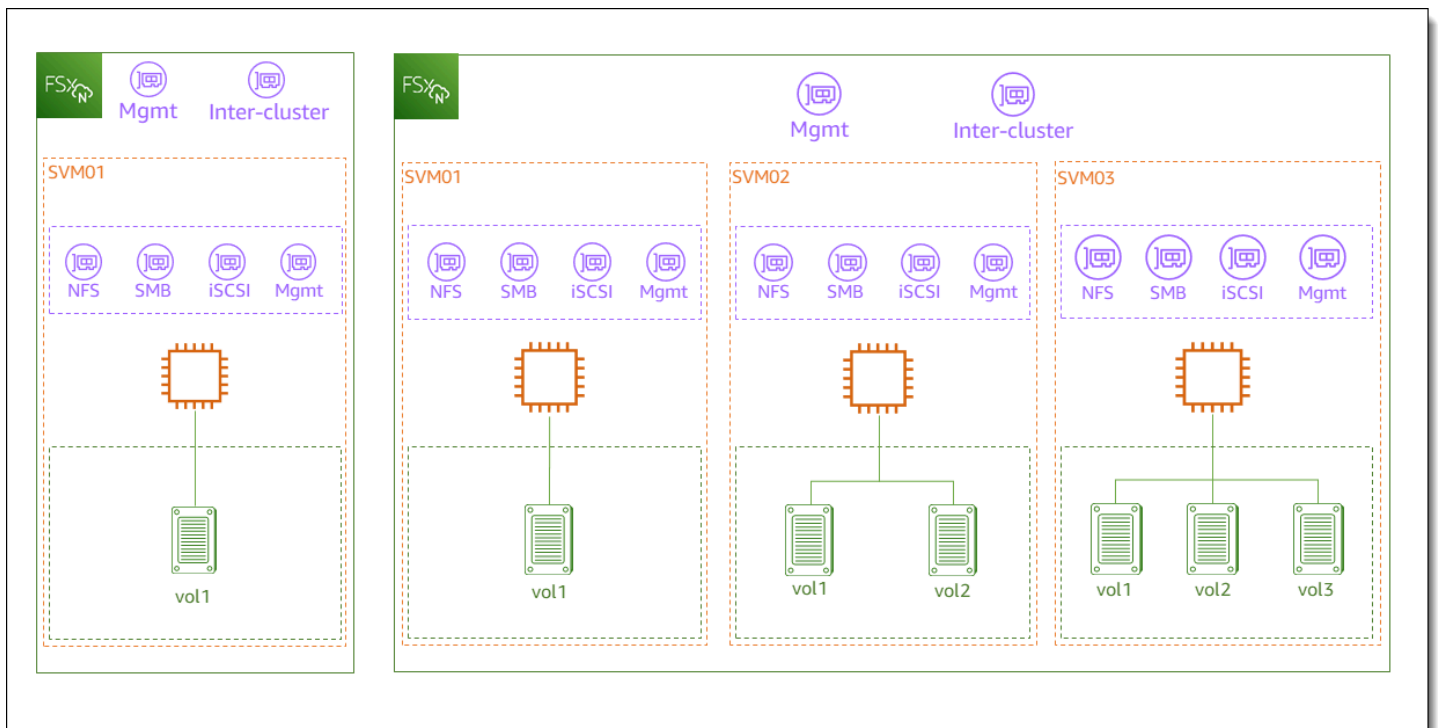 FSx
N
Mgmt
Inter-cluster
SVM01
NFS SMB iSCSI Mgmt
vol1
FSx
N
Mgmt
Inter-cluster
SVM01
NFS SMB iSCSI Mgmt
vol1
SVM02
NFS SMB iSCSI Mgmt
vol1 vol2
SVM03
NFS SMB iSCSI Mgmt
vol1 vol2 vol3